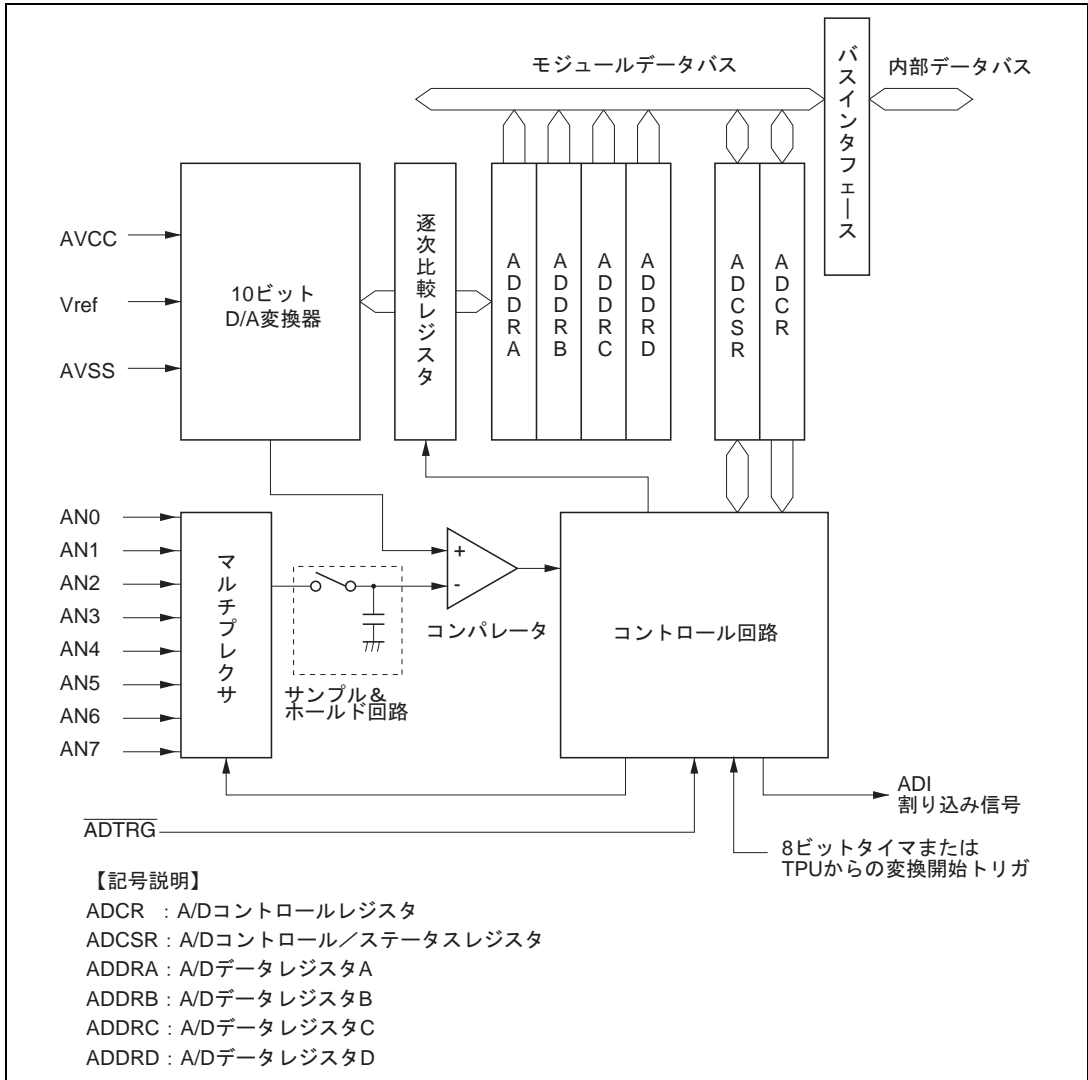 モジュールデータバス
バスインタフェース
内部データバス
AVCC
Vref
AVSS
10ビット
D/A変換器
逐次比較レジスタ
ADDRA
ADDRB
ADDRC
ADDRD
ADCSR
ADCR
AN0
AN1
AN2
AN3
AN4
AN5
AN6
AN7
マルチプレクサ
サンプル&
ホールド回路
+
-
コンパレータ
コントロール回路
ADI
割り込み信号
ADTRG
8ビットタイマまたは
TPUからの変換開始トリガ
【記号説明】
ADCR :A/Dコントロールレジスタ
ADCSR:A/Dコントロール/ステータスレジスタ
ADDRA:A/DデータレジスタA
ADDRB:A/DデータレジスタB
ADDRC:A/DデータレジスタC
ADDRD:A/DデータレジスタD